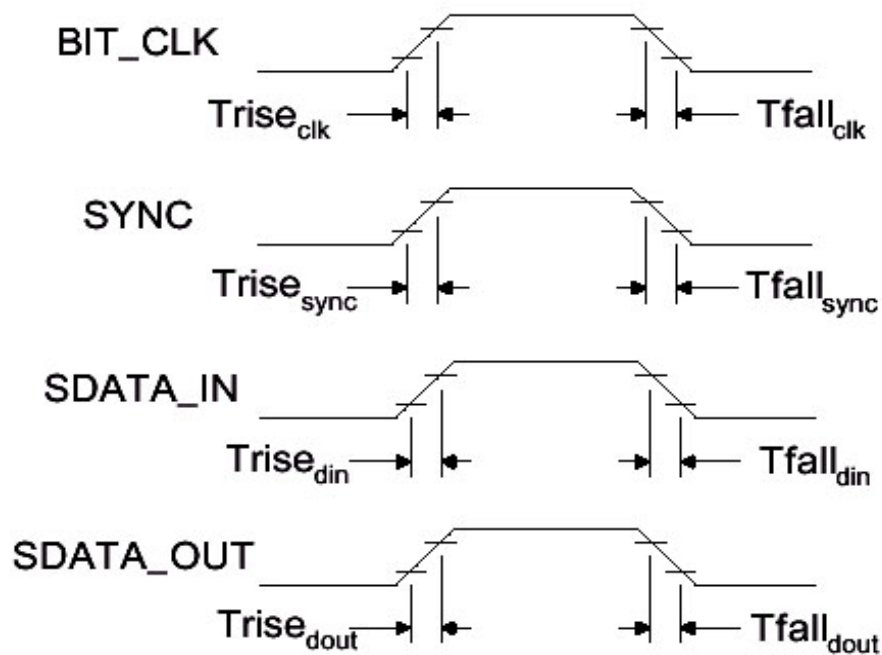 BIT_CLK
Trise_clk Tfall_clk
SYNC
Trise_sync Tfall_sync
SDATA_IN
Trise_din Tfall_din
SDATA_OUT
Trise_dout Tfall_dout